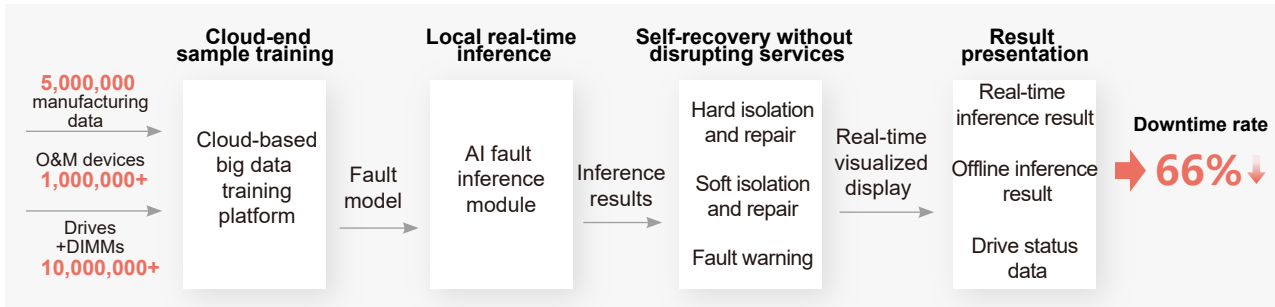 Cloud-end
sample training
Local real-time
inference
Self-recovery without
disrupting services
Result
presentation
5,000,000
manufacturing
data
O&M devices
1,000,000+
Drives
+DIMMs
10,000,000+
Cloud-based
big data
training
platform
Fault
model
AI fault
inference
module
Inference
results
Hard isolation
and repair
Soft isolation
and repair
Fault warning
Real-time
visualized
display
Real-time
inference result
Offline inference
result
Drive status
data
Downtime rate
66%